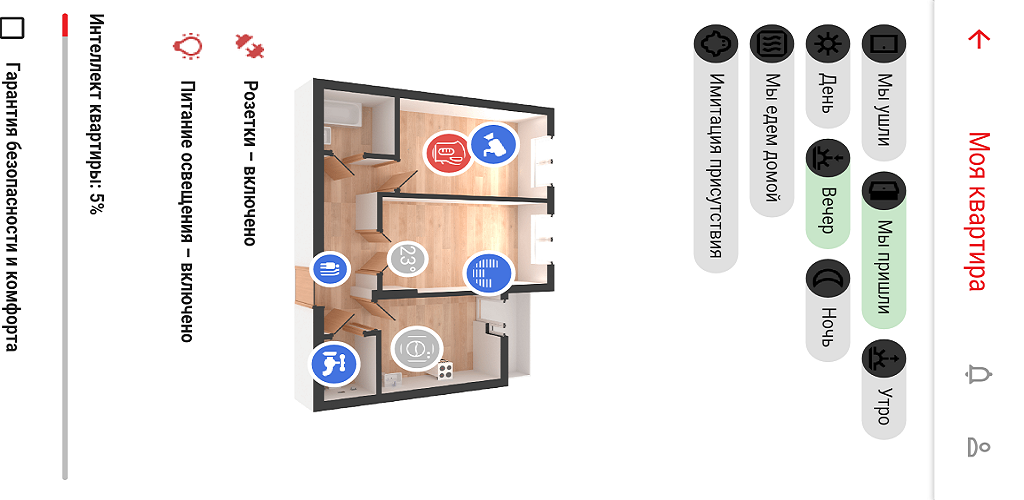 Моя квартира
Мы ушли
Мы пришли
Утро
День
Вечер
Ночь
Мы едем домой
Имитация присутствия
23°
Розетки – включено
Питание освещения – включено
Интеллект квартиры: 5%
Гарантия безопасности и комфорта